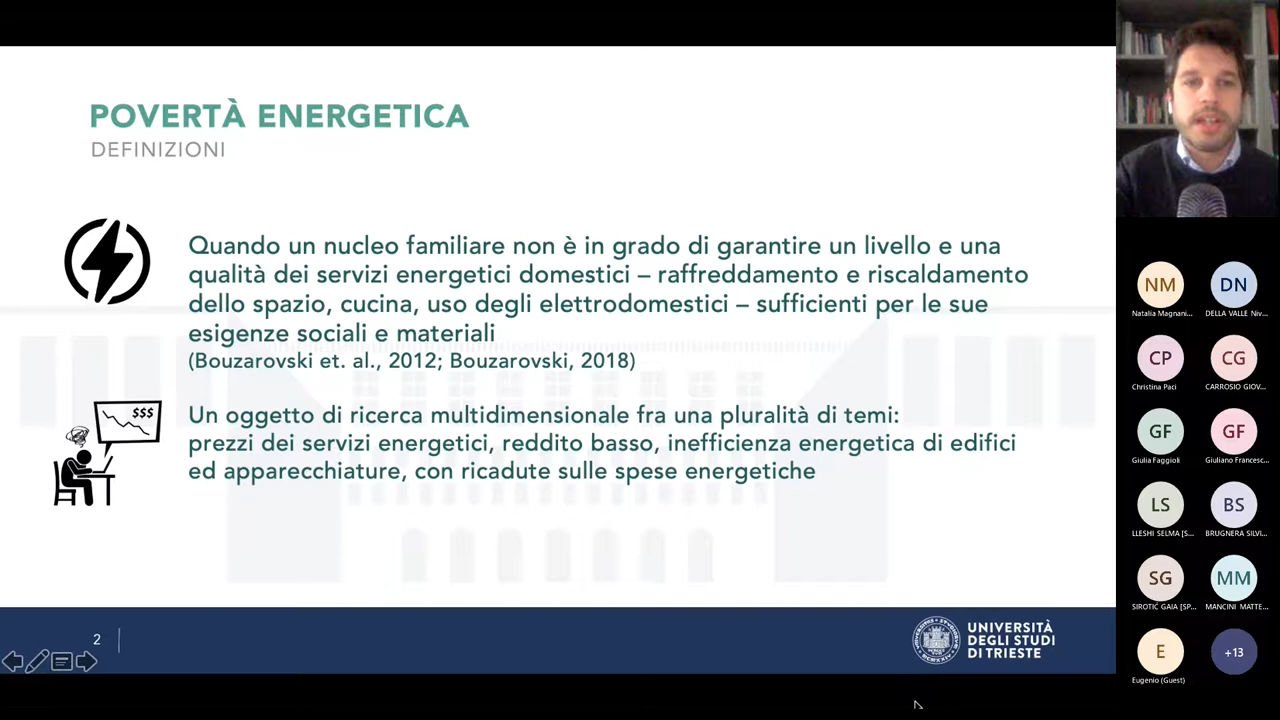 POVERTÀ ENERGETICA
DEFINIZIONI
Quando un nucleo familiare non è in grado di garantire un livello e una
qualità dei servizi energetici domestici – raffreddamento e riscaldamento
dello spazio, cucina, uso degli elettrodomestici – sufficienti per le sue
esigenze sociali e materiali
(Bouzarovski et. al., 2012; Bouzarovski, 2018)
$$$
Un oggetto di ricerca multidimensionale fra una pluralità di temi:
prezzi dei servizi energetici, reddito basso, inefficienza energetica di edifici
ed apparecchiature, con ricadute sulle spese energetiche
2
UNIVERSITÀ
DEGLI STUDI
DI TRIESTE
NM
DN
Natalia Magnani...
DELLA VALLE Niv...
CP
CG
Christina Paci
CARROSIO GIOV...
GF
GF
Giulia Faggioli
Giuliano Francesc...
LS
BS
LLESHI SELMA [S...
BRUGNERA SILVI...
SG
MM
SIROTIĆ GAIA [SP...
MANCINI MATTE...
E
+13
Eugenio (Guest)